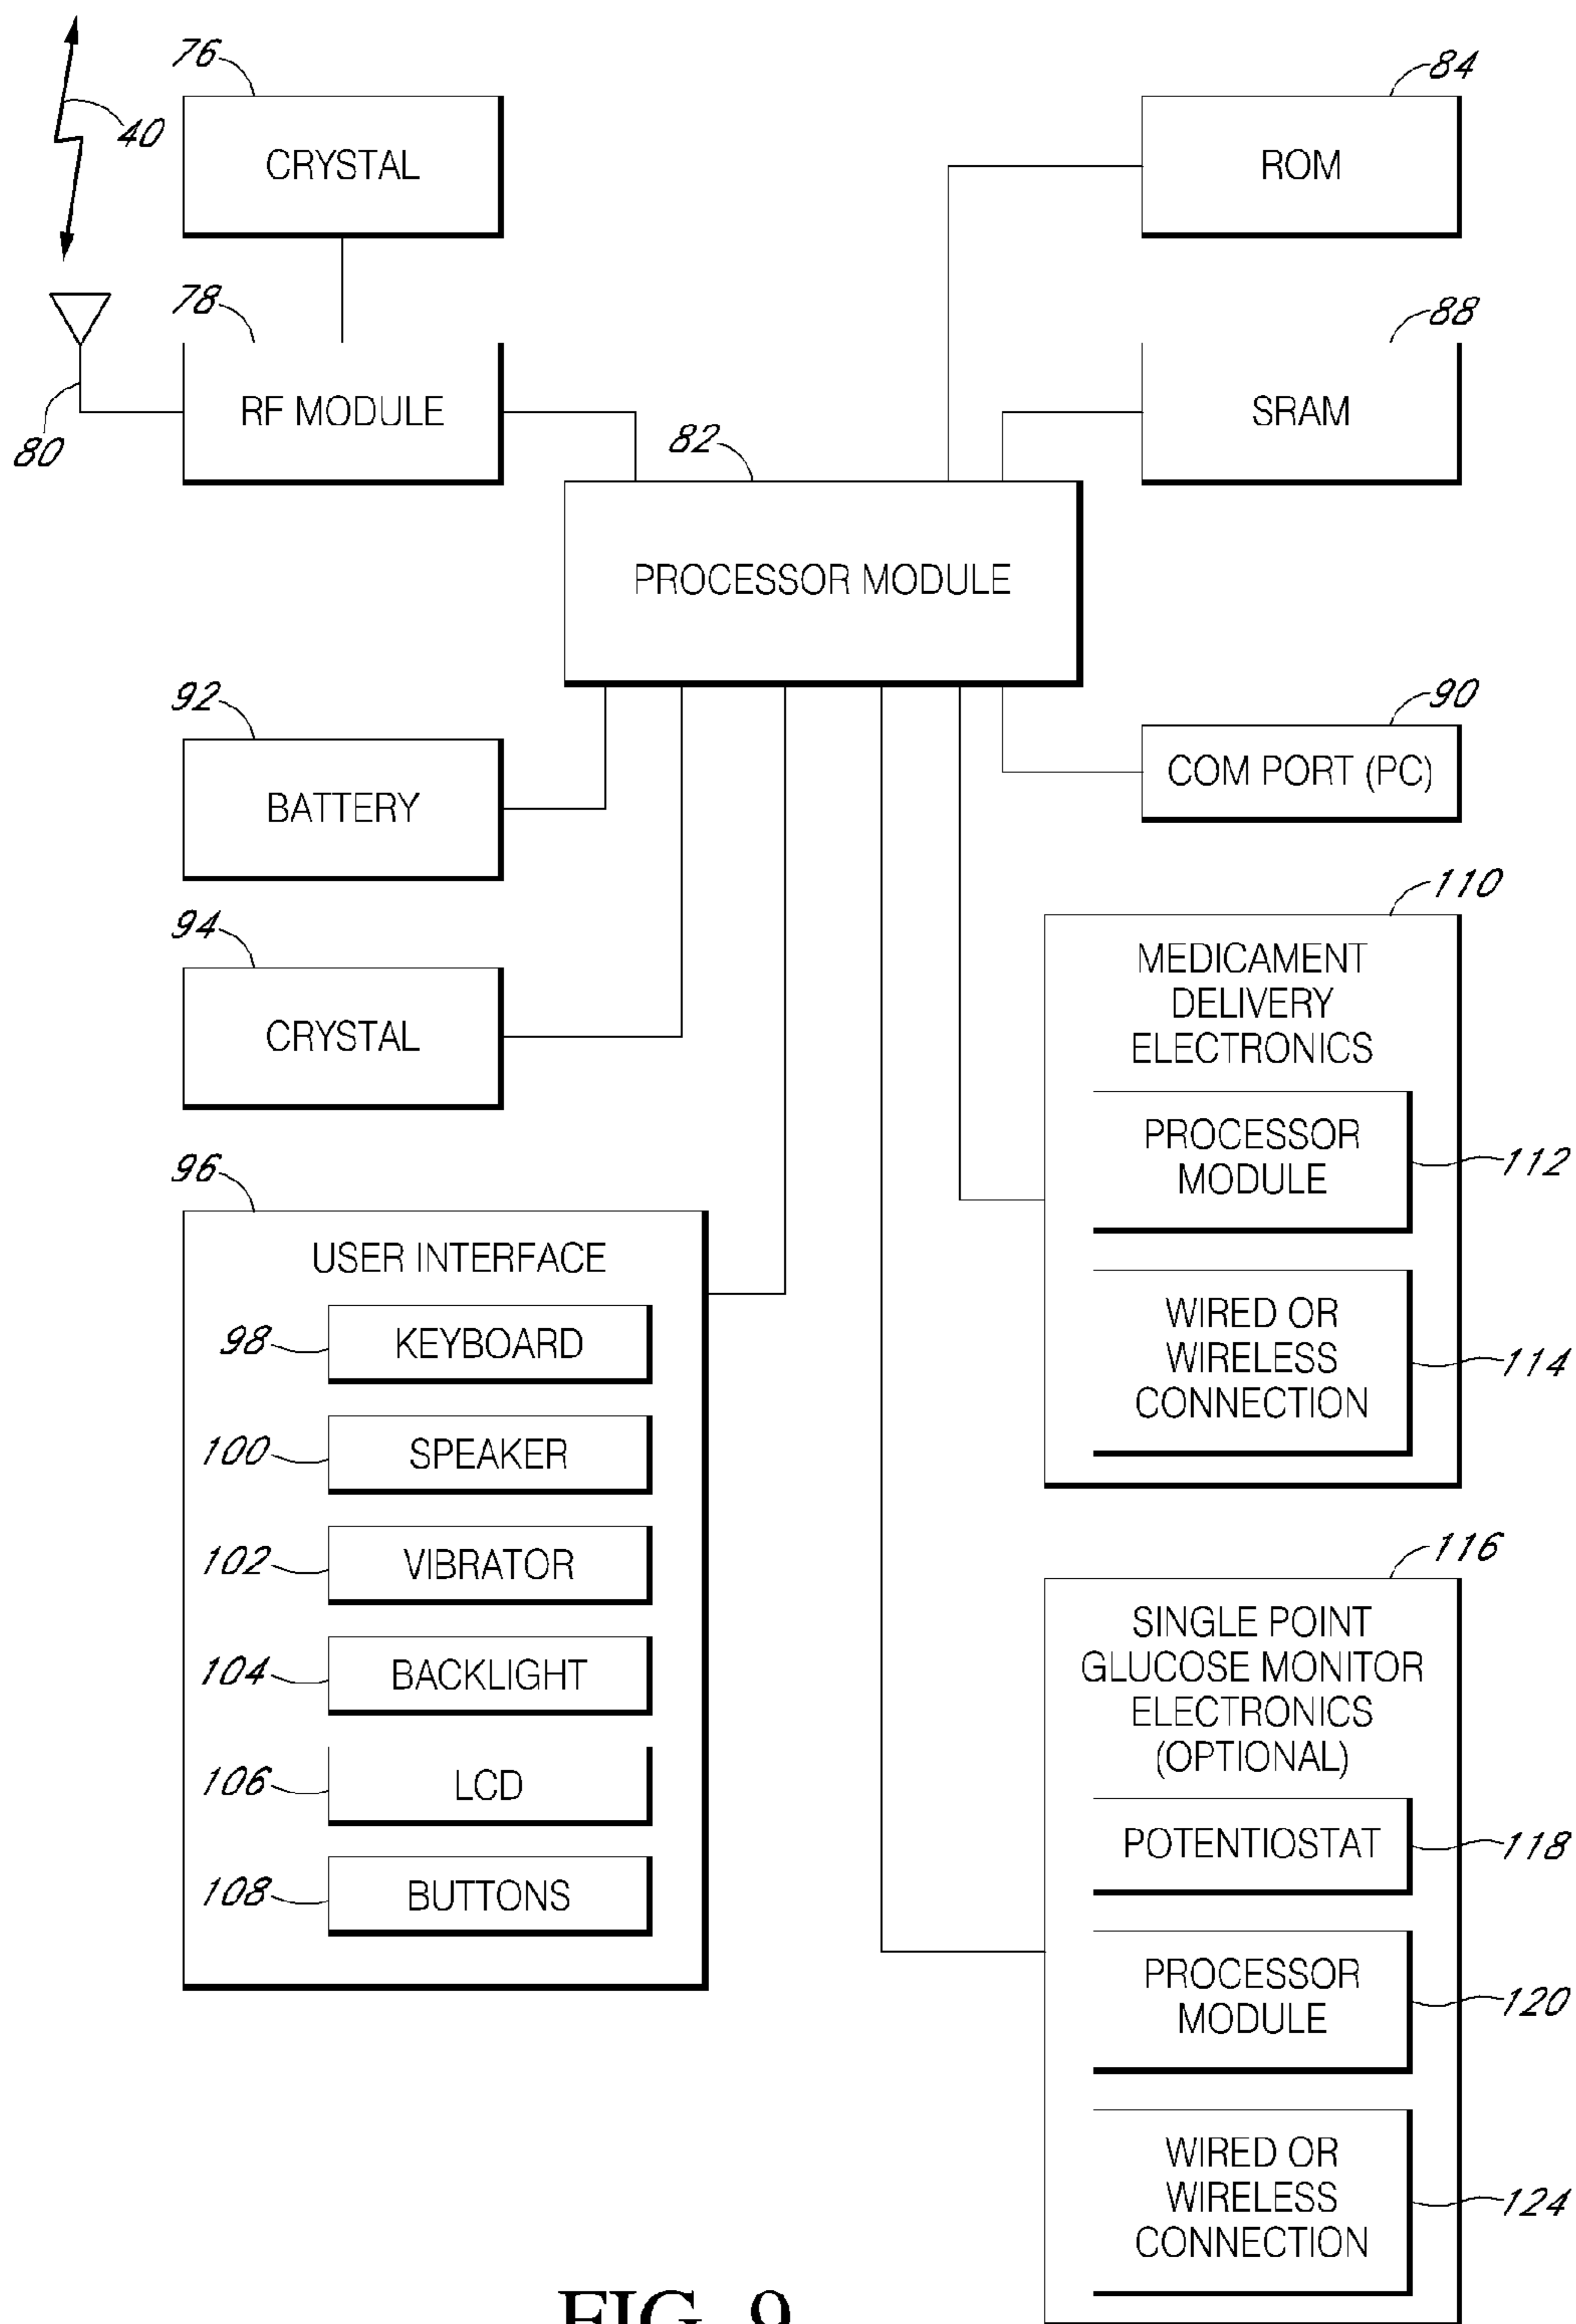 76
40
CRYSTAL
84
ROM
78
80
RF MODULE
88
SRAM
82
PROCESSOR MODULE
92
BATTERY
90
COM PORT (PC)
94
CRYSTAL
110
MEDICAMENT
DELIVERY
ELECTRONICS
PROCESSOR
MODULE
112
WIRED OR
WIRELESS
CONNECTION
114
96
USER INTERFACE
98
KEYBOARD
100
SPEAKER
102
VIBRATOR
104
BACKLIGHT
106
LCD
108
BUTTONS
116
SINGLE POINT
GLUCOSE MONITOR
ELECTRONICS
(OPTIONAL)
POTENTIOSTAT
118
PROCESSOR
MODULE
120
WIRED OR
WIRELESS
CONNECTION
124
FIG. 9